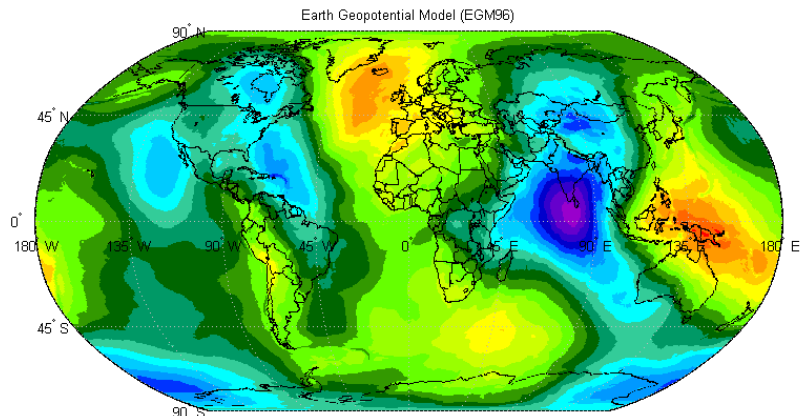 Earth Geopotential Model (EGM96)
90° N
45° N
0°
180° W 135° W 90° W 45° W 0 45° E 90° E 135° E 180° E
45° S
90° S